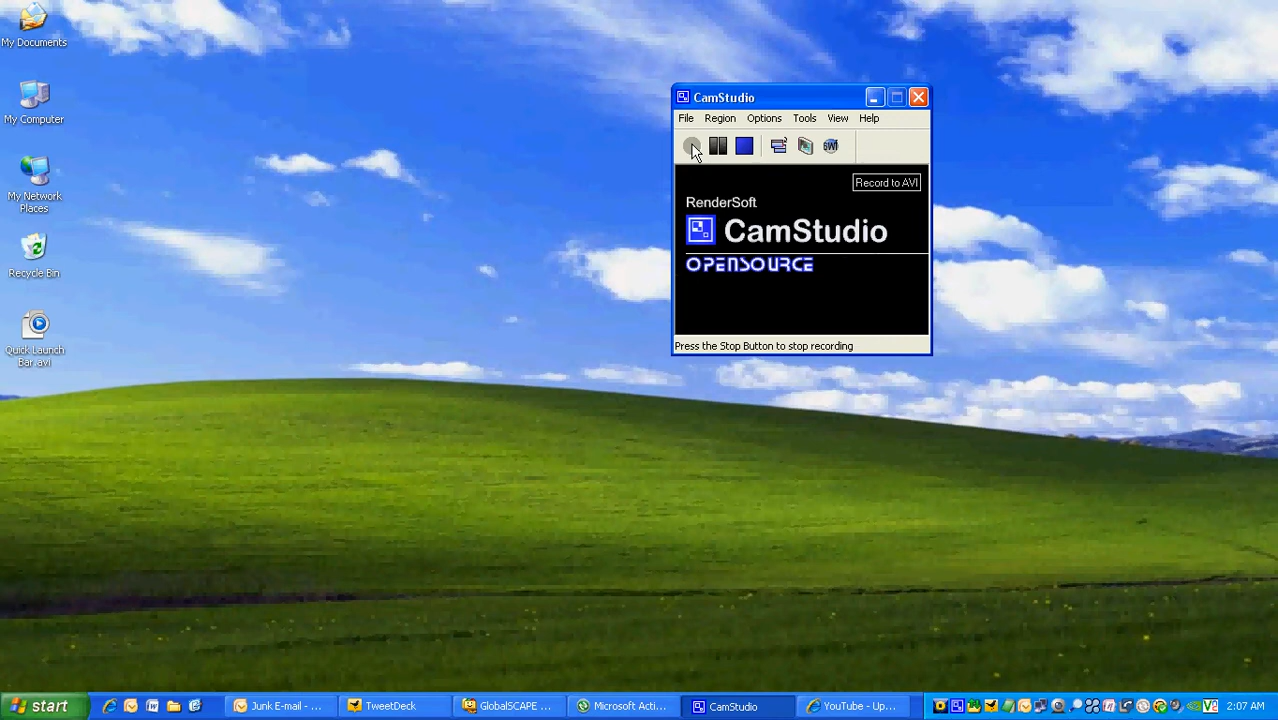 My Documents
My Computer
My Network
Places
Recycle Bin
Quick Launch
Bar.avi
CamStudio
File Region Options Tools View Help
Record to AVI
RenderSoft
CamStudio
OPENSOURCE
Press the Stop Button to stop recording
start
Junk E-mail - ...
TweetDeck
GlobalSCAPE ...
Microsoft Acti...
CamStudio
YouTube - Up...
2:07 AM